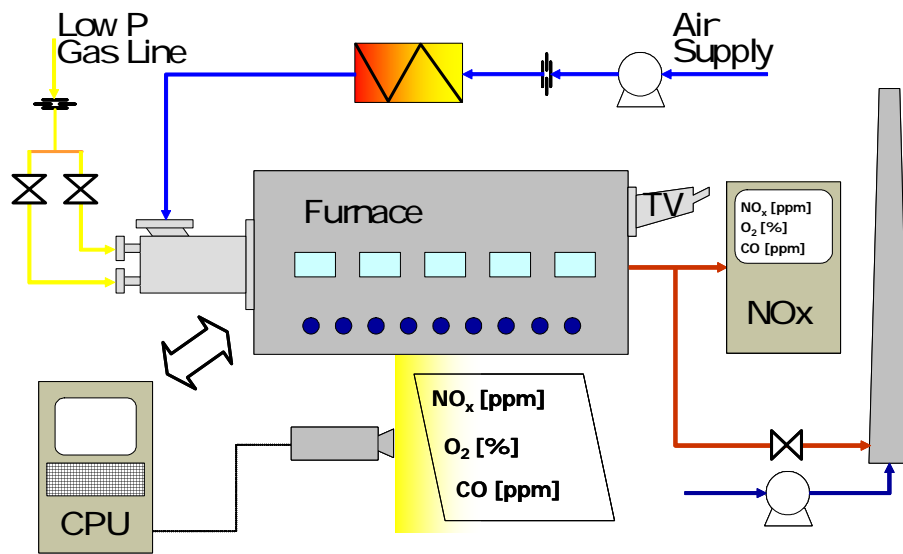 Low P
Gas Line
Air
Supply
Furnace
TV
NOₓ [ppm]
O₂ [%]
CO [ppm]
NOx
NOₓ [ppm]
O₂ [%]
CO [ppm]
CPU